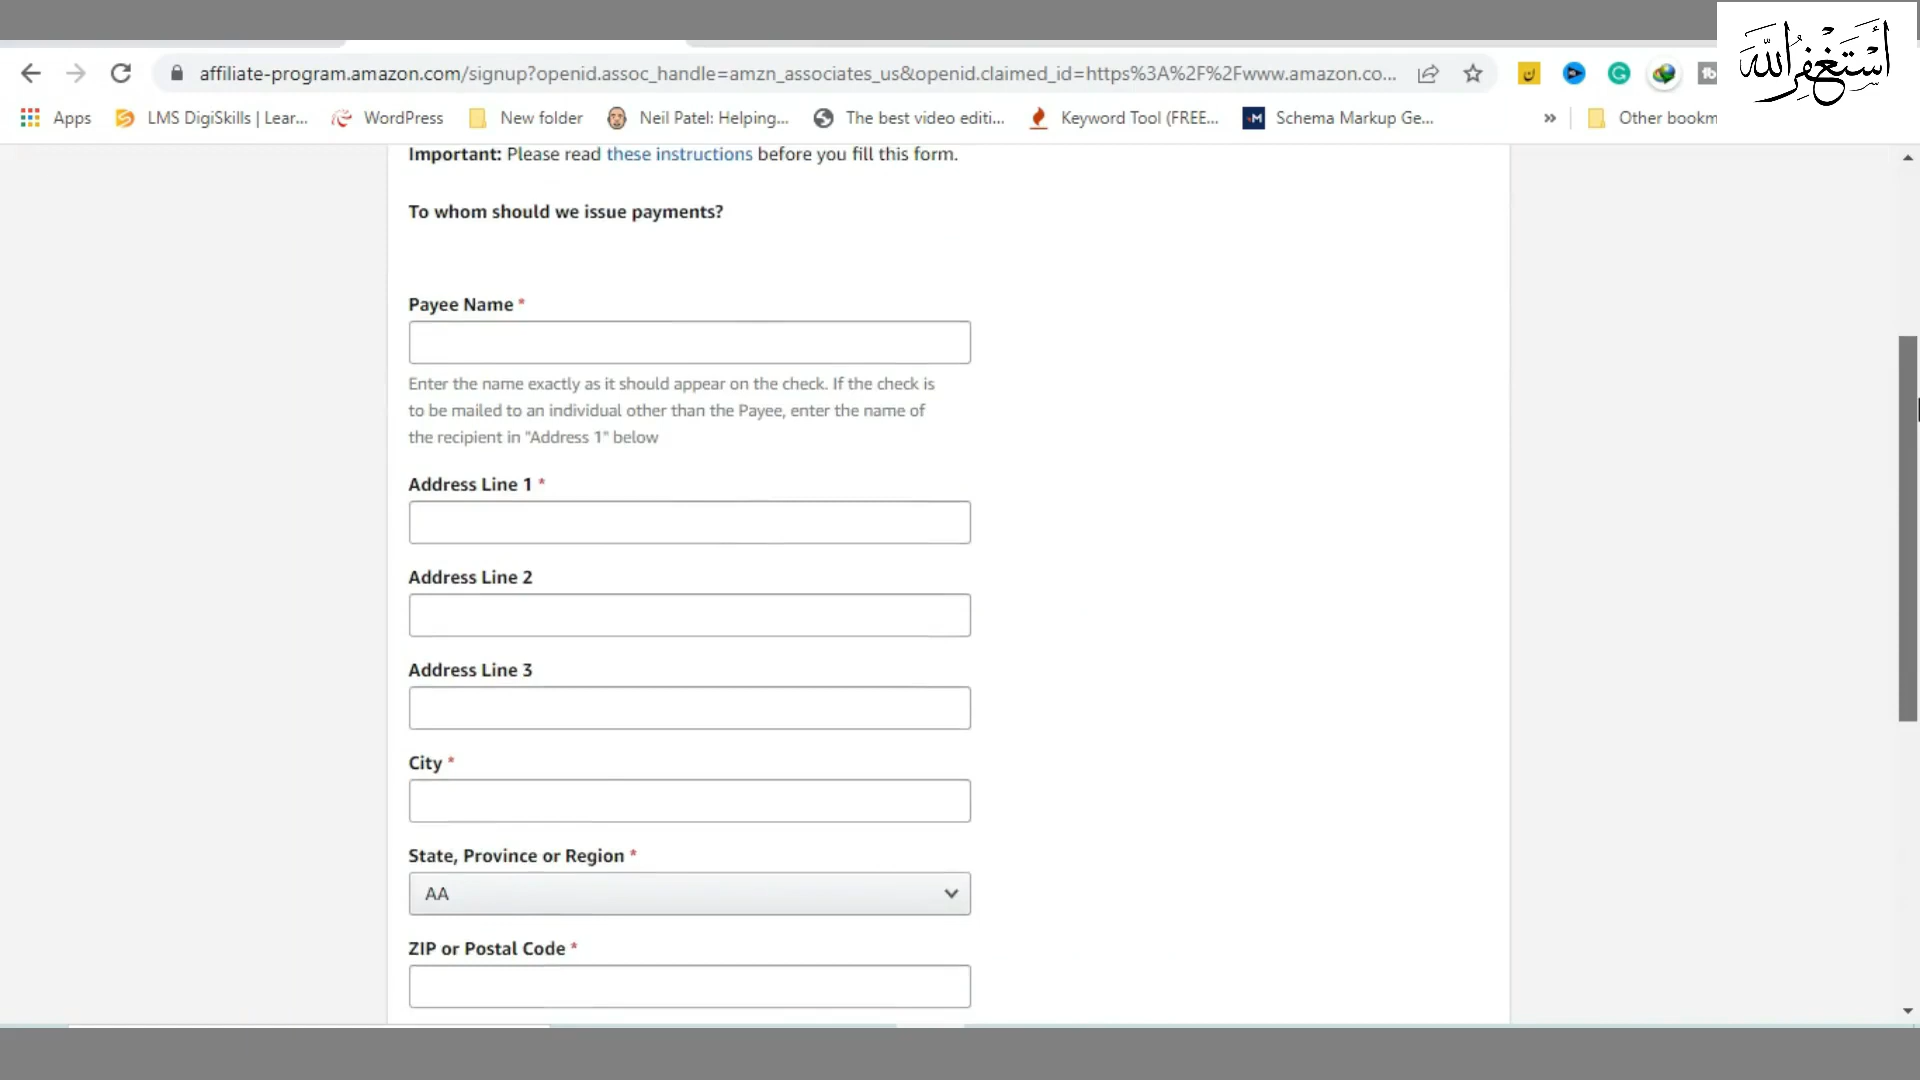 أستغفر الله
affiliate-program.amazon.com/signup?openid.assoc_handle=amzn_associates_us&openid.claimed_id=https%3A%2F%2Fwww.amazon.co...
Apps LMS DigiSkills | Lear... WordPress New folder Neil Patel: Helping... The best video editi... Keyword Tool (FREE... Schema Markup Ge... » Other bookm
Important: Please read these instructions before you fill this form.
To whom should we issue payments?
Payee Name *
Enter the name exactly as it should appear on the check. If the check is
to be mailed to an individual other than the Payee, enter the name of
the recipient in "Address 1" below
Address Line 1 *
Address Line 2
Address Line 3
City *
State, Province or Region *
AA
ZIP or Postal Code *